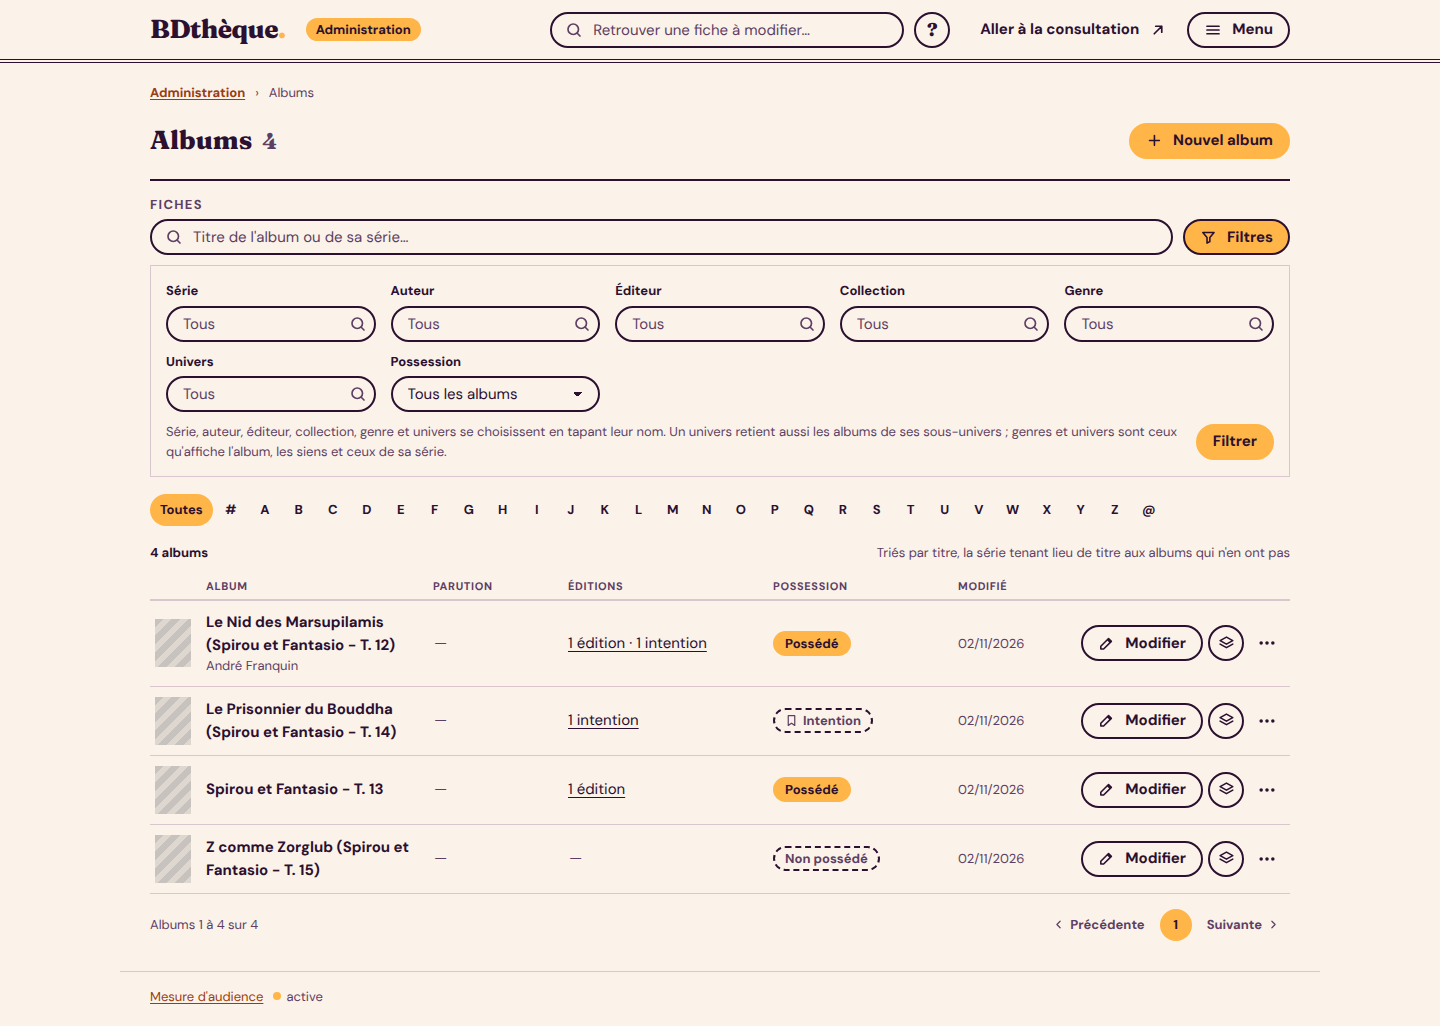 BDthèque. Administration Retrouver une fiche à modifier... ? Aller à la consultation Menu
Administration › Albums
Albums 4 Nouvel album
FICHES
Titre de l'album ou de sa série... Filtres
Série Auteur Éditeur Collection Genre
Tous Tous Tous Tous Tous
Univers Possession
Tous Tous les albums
Série, auteur, éditeur, collection, genre et univers se choisissent en tapant leur nom. Un univers retient aussi les albums de ses sous-univers ; genres et univers sont ceux
qu'affiche l'album, les siens et ceux de sa série.
Filtrer
Toutes # A B C D E F G H I J K L M N O P Q R S T U V W X Y Z @
4 albums Triés par titre, la série tenant lieu de titre aux albums qui n'en ont pas
ALBUM PARUTION ÉDITIONS POSSESSION MODIFIÉ
Le Nid des Marsupilamis
(Spirou et Fantasio - T. 12) — 1 édition · 1 intention Possédé 02/11/2026 Modifier
André Franquin
Le Prisonnier du Bouddha
(Spirou et Fantasio - T. 14) — 1 intention Intention 02/11/2026 Modifier
Spirou et Fantasio - T. 13 — 1 édition Possédé 02/11/2026 Modifier
Z comme Zorglub (Spirou et
Fantasio - T. 15) — — Non possédé 02/11/2026 Modifier
Albums 1 à 4 sur 4 ‹ Précédente 1 Suivante ›
Mesure d'audience active